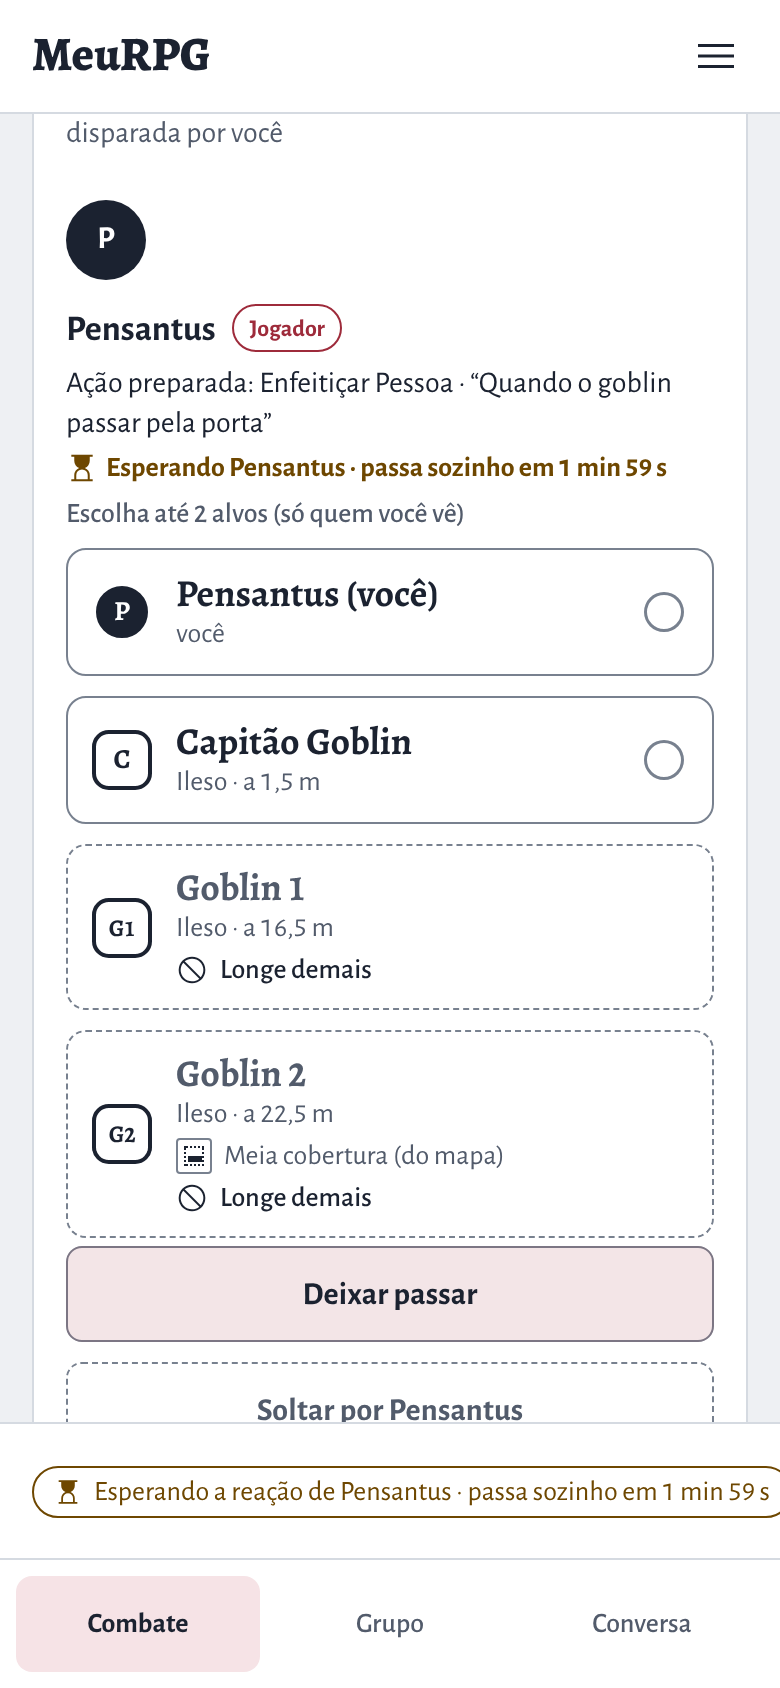 MeuRPG
disparada por você
P
Pensantus Jogador
Ação preparada: Enfeitiçar Pessoa · “Quando o goblin
passar pela porta”
Esperando Pensantus · passa sozinho em 1 min 59 s
Escolha até 2 alvos (só quem você vê)
P
Pensantus (você)
você
C
Capitão Goblin
Ileso · a 1,5 m
G1
Goblin 1
Ileso · a 16,5 m
Longe demais
G2
Goblin 2
Ileso · a 22,5 m
Meia cobertura (do mapa)
Longe demais
Deixar passar
Soltar por Pensantus
Esperando a reação de Pensantus · passa sozinho em 1 min 59 s
Combate Grupo Conversa